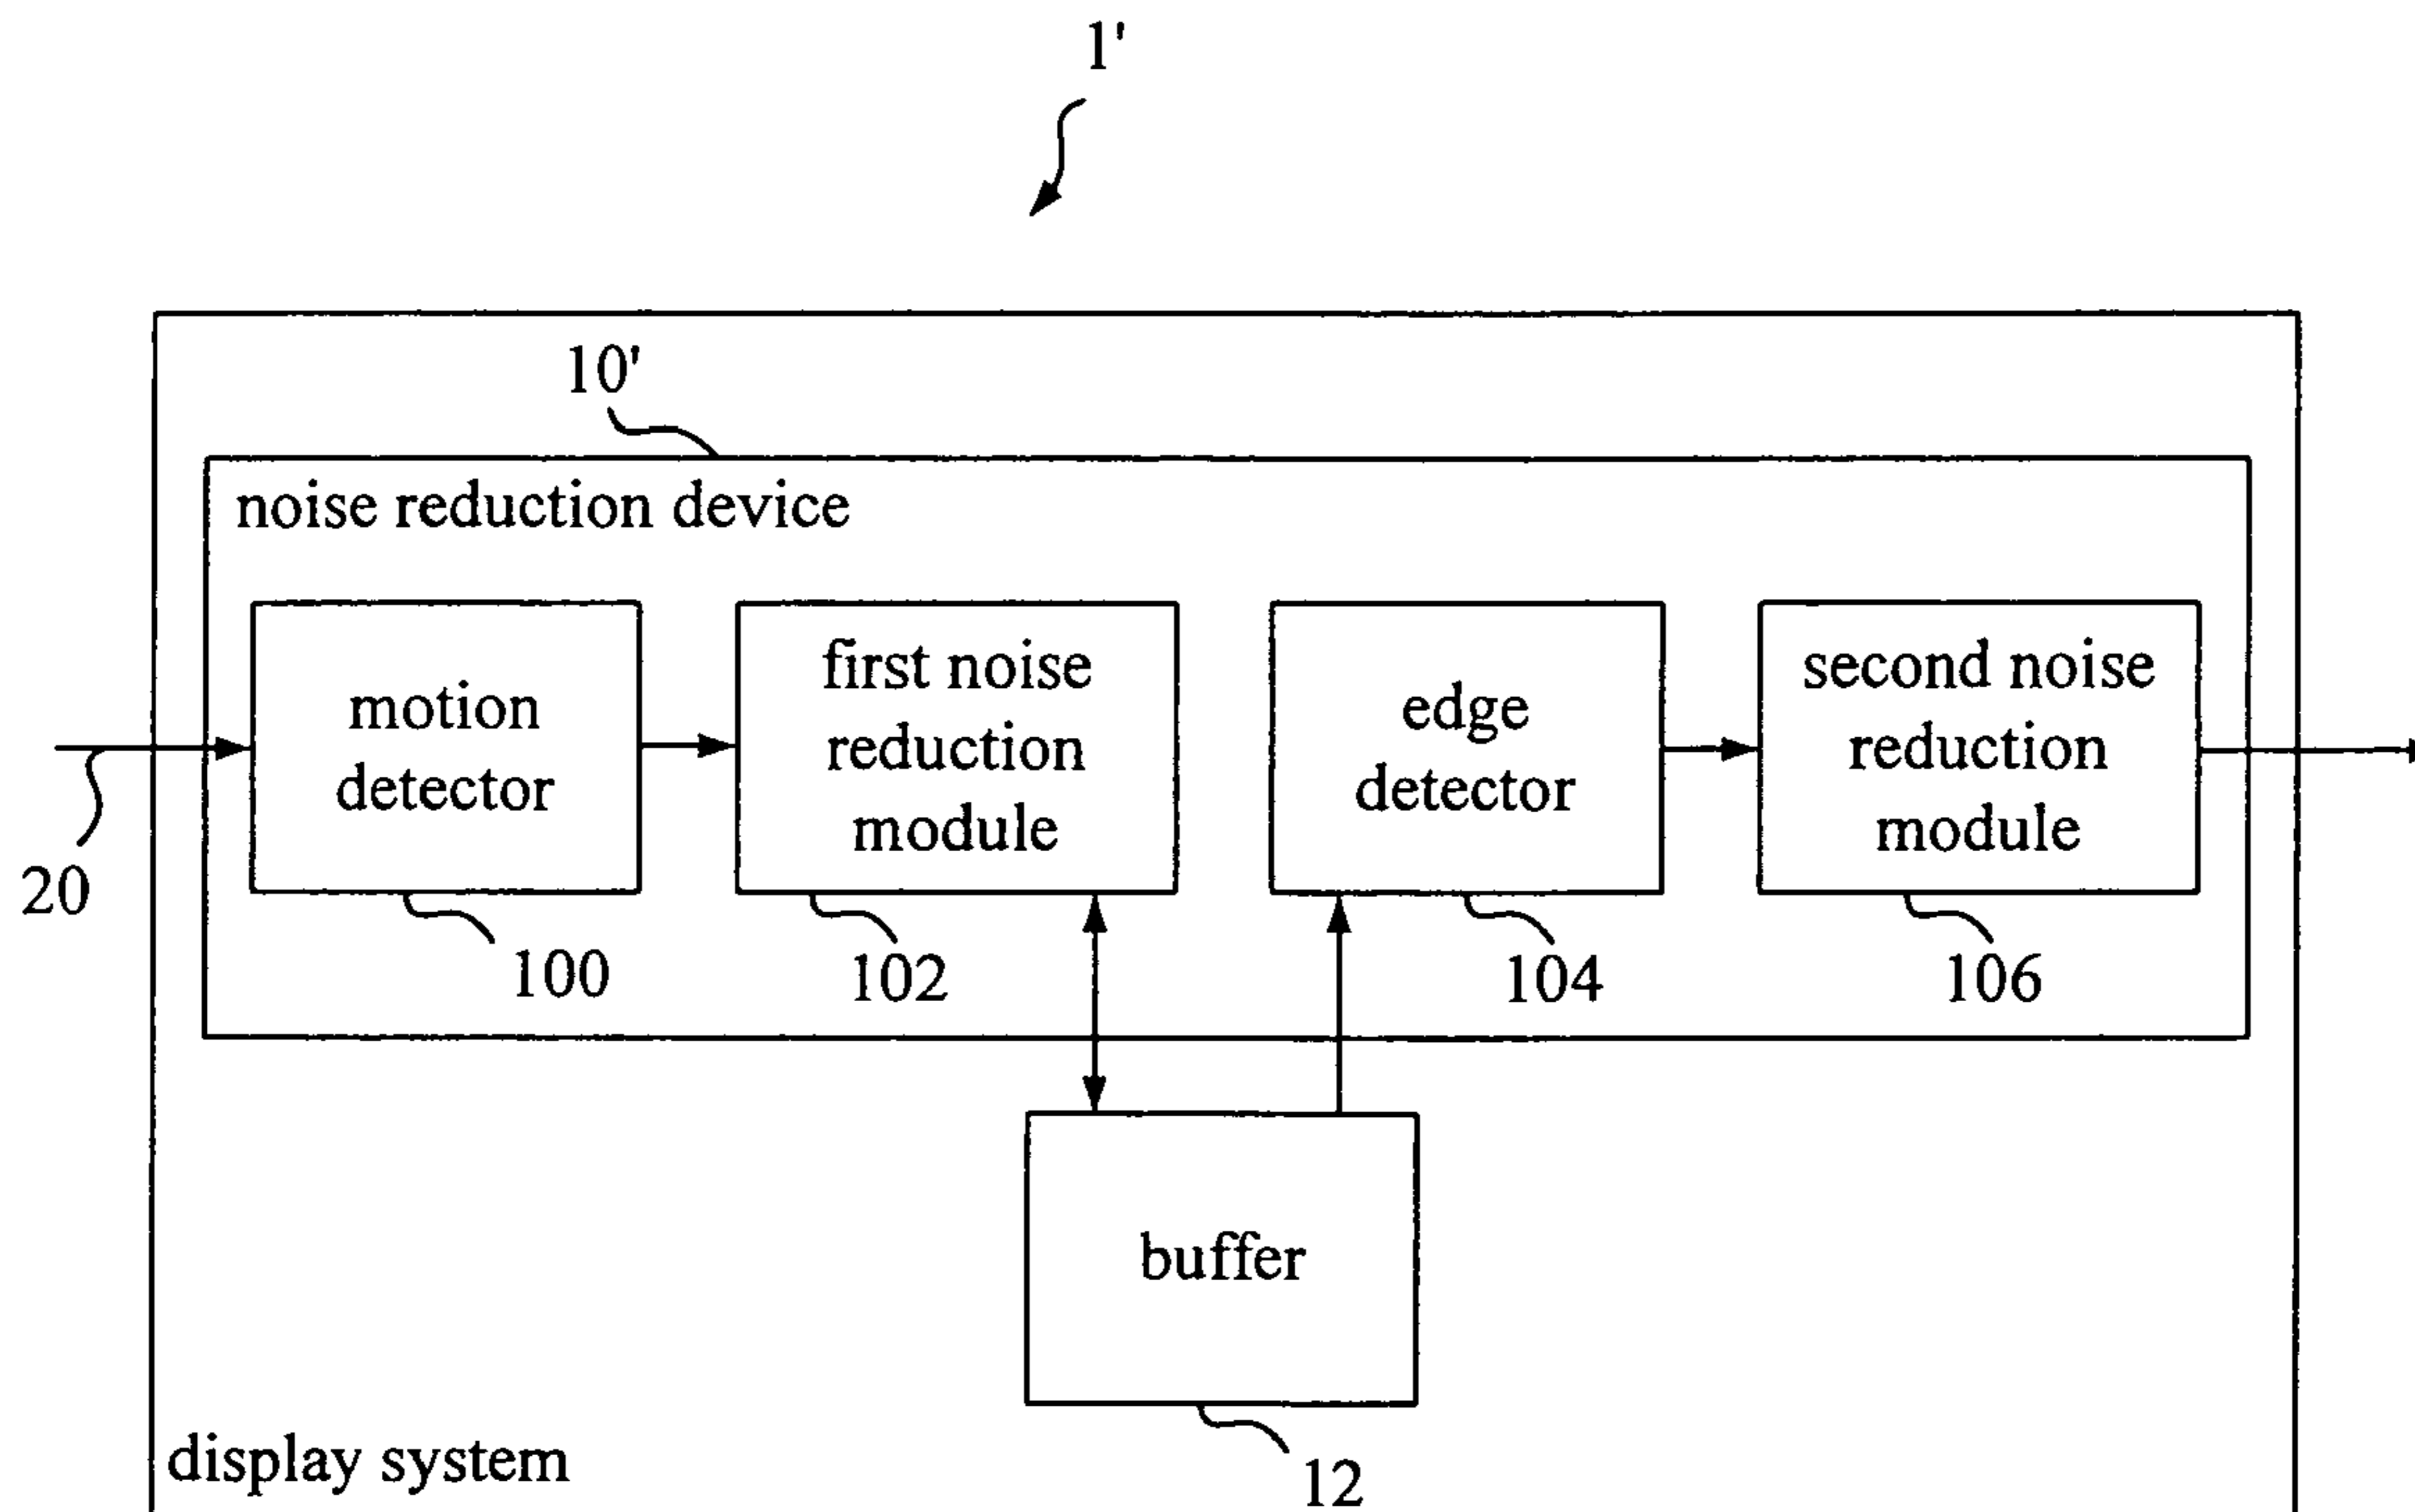 1'
10'
noise reduction device
motion
detector
first noise
reduction
module
edge
detector
second noise
reduction
module
20
100
102
104
106
buffer
display system
12